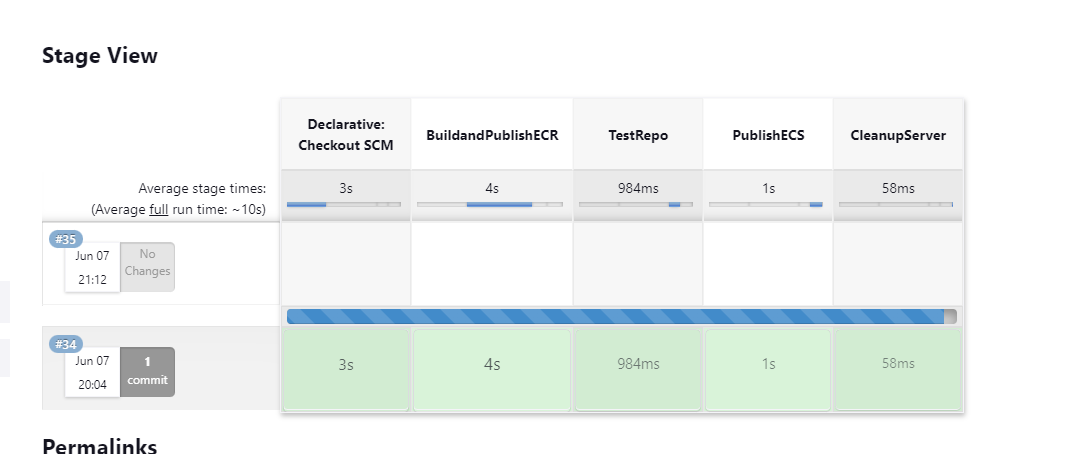 Stage View
Declarative:
Checkout SCM
BuildandPublishECR
TestRepo
PublishECS
CleanupServer
Average stage times:
3s
4s
984ms
1s
58ms
(Average full run time: ~10s)
#35
Jun 07
21:12
No
Changes
#34
Jun 07
20:04
1
commit
3s
4s
984ms
1s
58ms
Permalinks